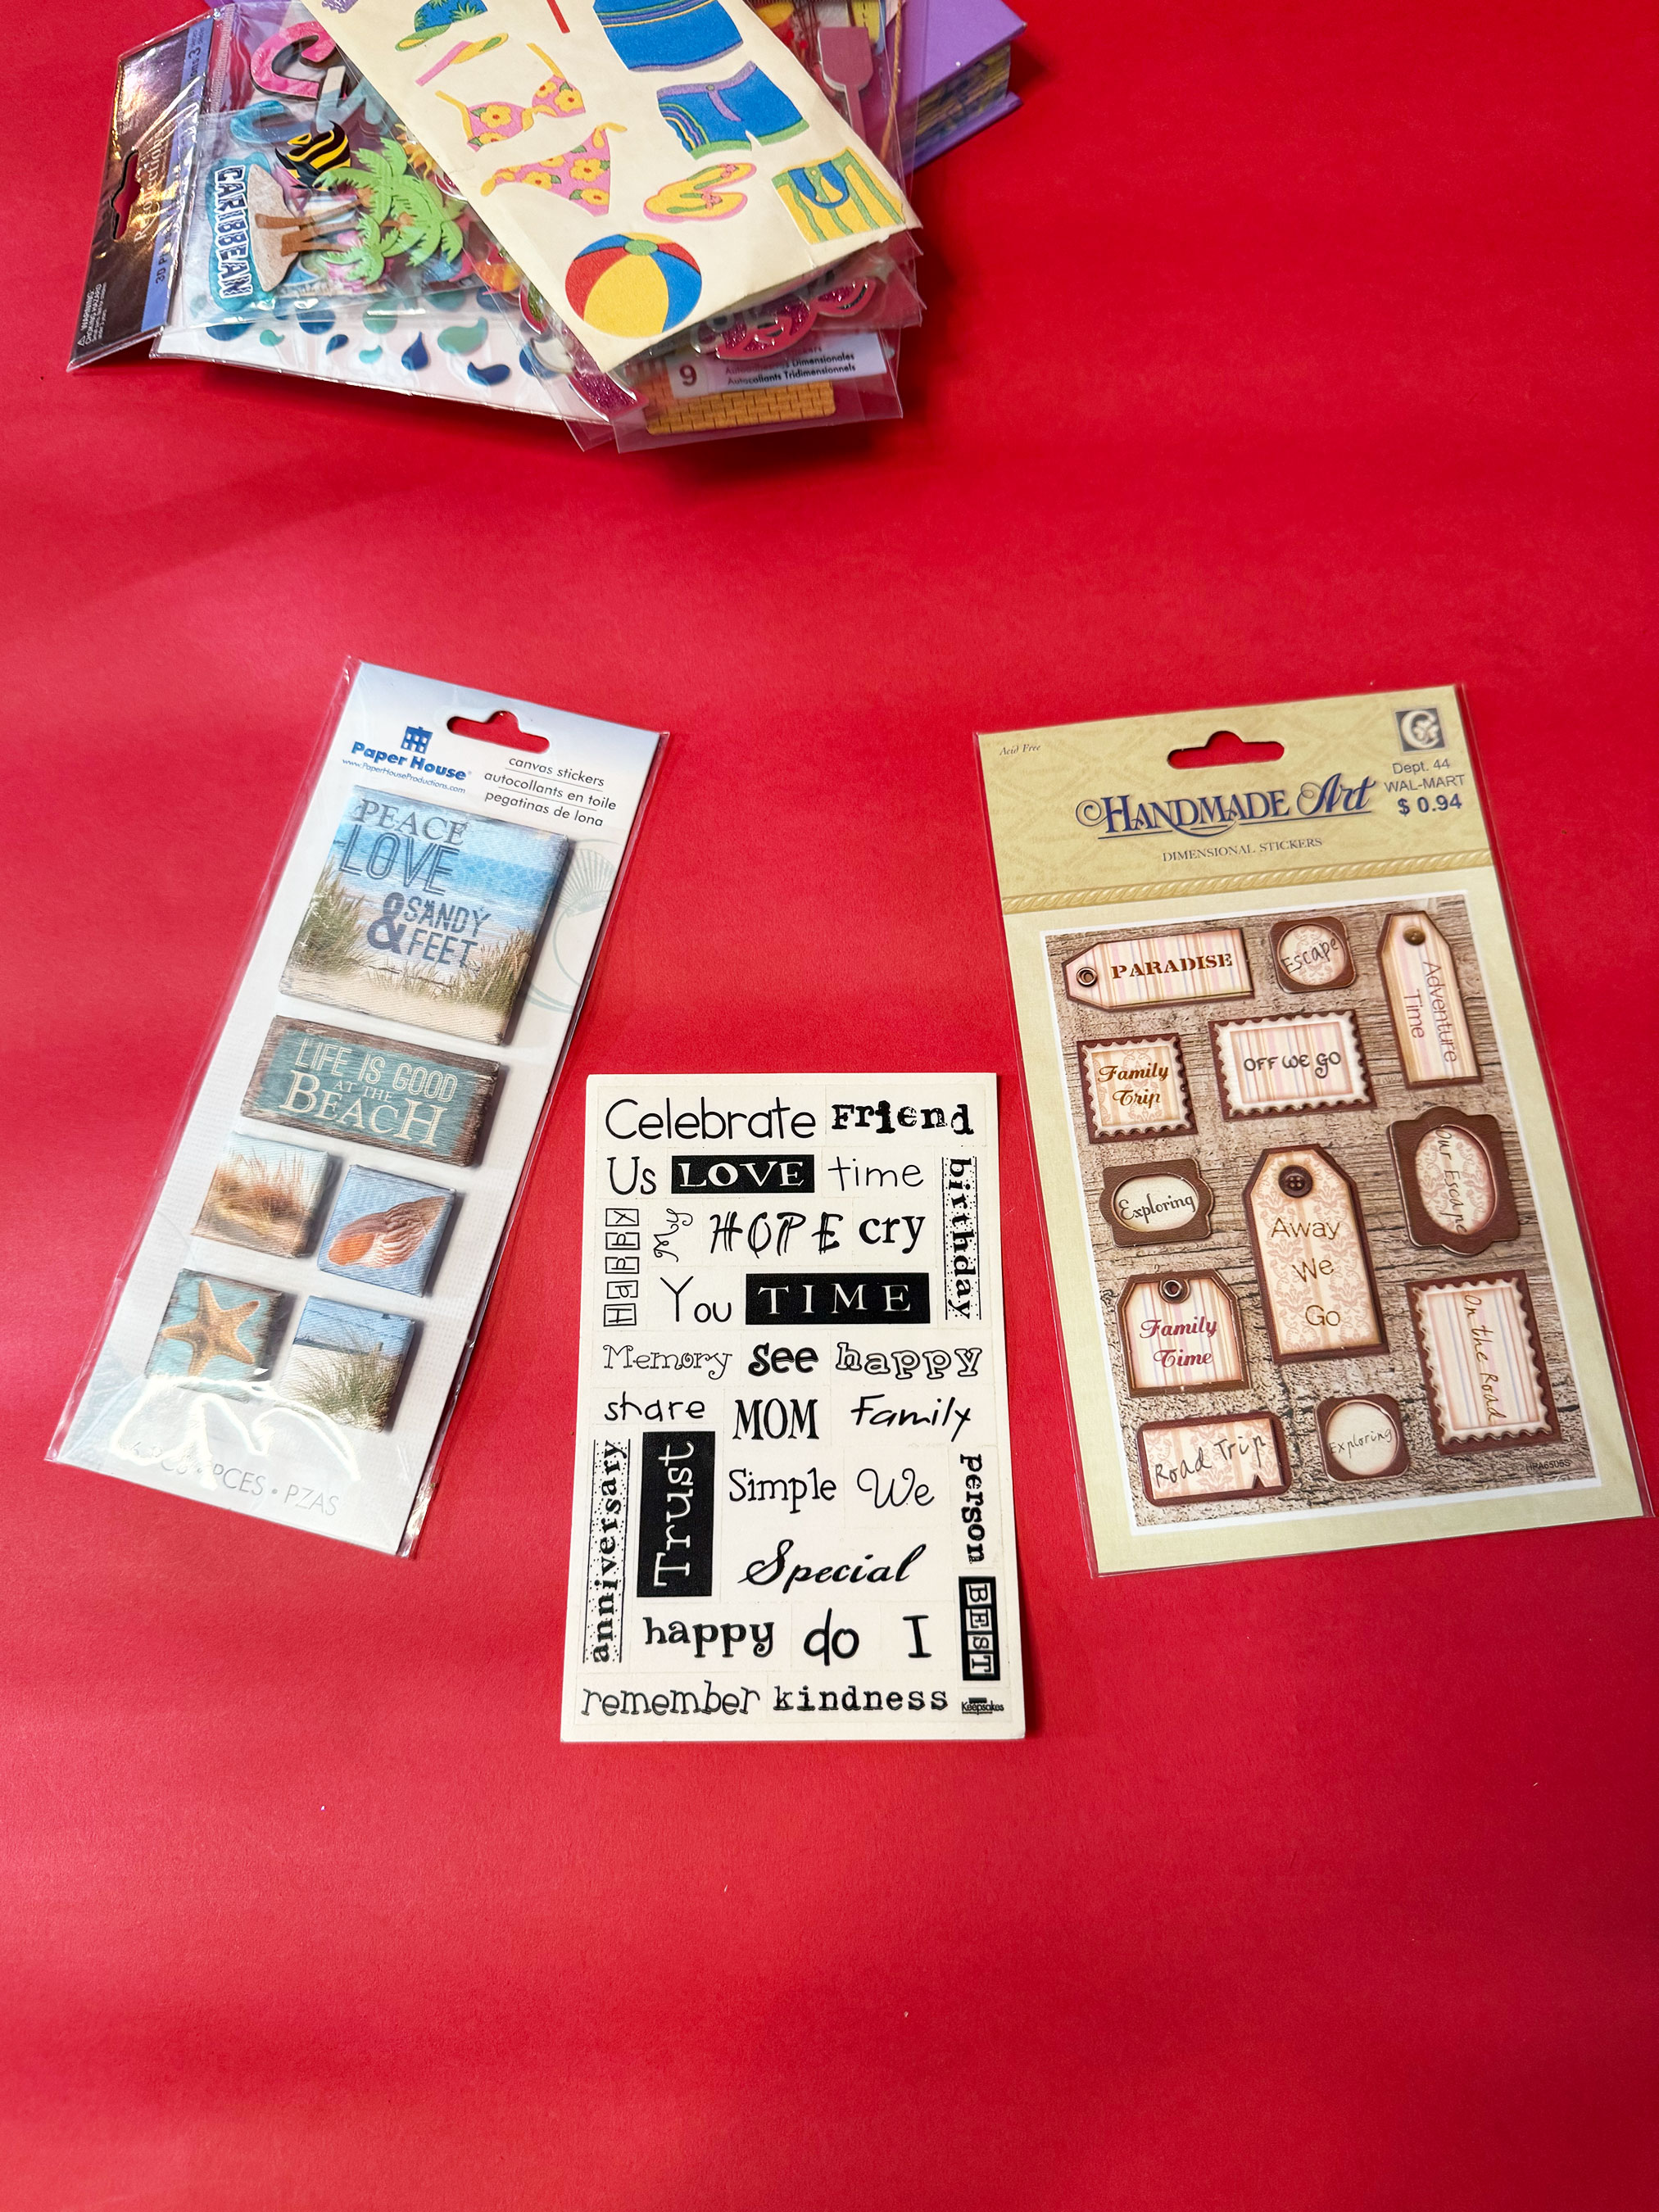 CARIBBEAN
WARNING:
9
Autocollants Tridimensionnels
Paper House
www.PaperHouseProductions.com
canvas stickers
autocollants en toile
pegatinas de lona
PEACE
LOVE
& SANDY
FEET
LIFE IS GOOD
AT THE
BEACH
PCES • PZAS
Celebrate Friend
Us LOVE time
birthday
Happy
My HOPE cry
You TIME
Memory see happy
share MOM Family
anniversary
Trust
Simple We
person
Special
BEST
happy do I
remember kindness
Keepsakes
Acid Free
Dept. 44
WAL-MART
$ 0.94
HANDMADE Art
DIMENSIONAL STICKERS
PARADISE
Escape
Adventure
Time
Family
Trip
OFF WE GO
Exploring
Away
We
Go
Our Escape
Family
Time
On the Road
Road Trip
Exploring
HRA6506S